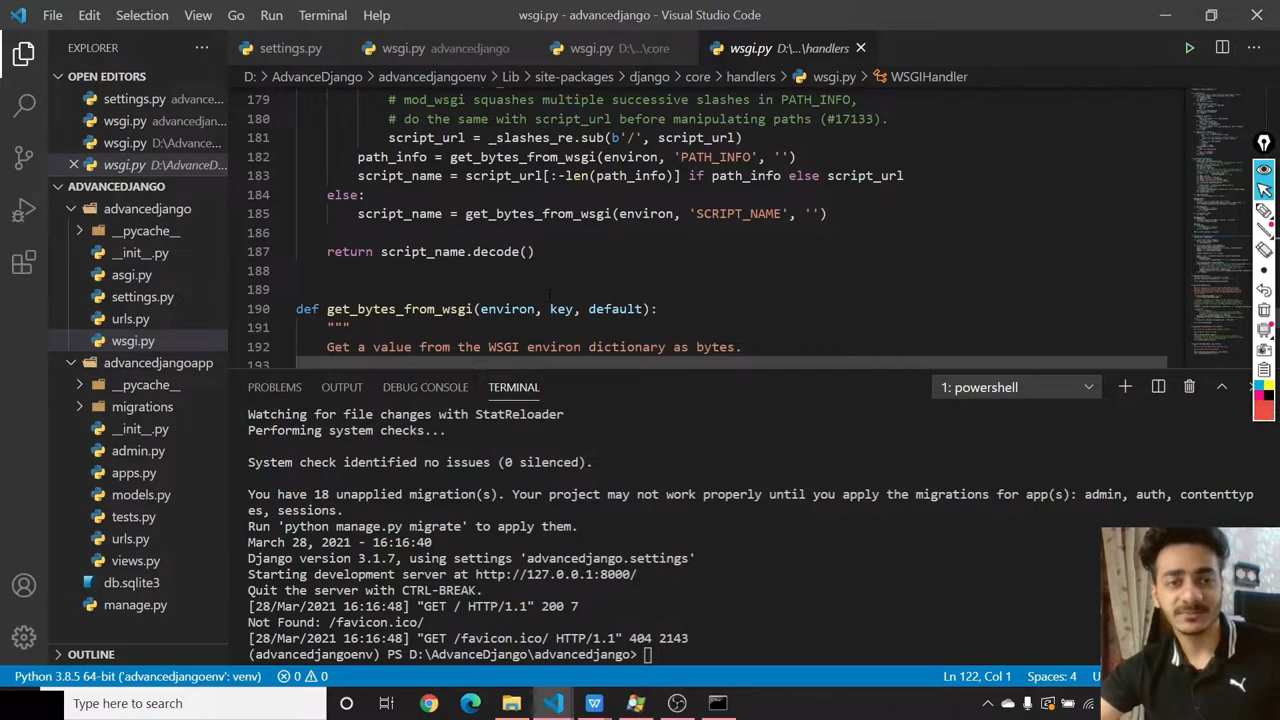 File Edit Selection View Go Run Terminal Help wsgi.py - advancedjango - Visual Studio Code
EXPLORER
settings.py wsgi.py advancedjango wsgi.py D:\...\core wsgi.py D:\...\handlers
OPEN EDITORS
settings.py advance...
wsgi.py advancedj...
wsgi.py D:\Advance...
wsgi.py D:\AdvanceD...
ADVANCEDJANGO
advancedjango
__pycache__
__init__.py
asgi.py
settings.py
urls.py
wsgi.py
advancedjangoapp
__pycache__
migrations
__init__.py
admin.py
apps.py
models.py
tests.py
urls.py
views.py
db.sqlite3
manage.py
OUTLINE
D: > AdvanceDjango > advancedjangoenv > Lib > site-packages > django > core > handlers > wsgi.py > WSGIHandler
179 # mod_wsgi squashes multiple successive slashes in PATH_INFO,
180 # do the same with script_url before manipulating paths (#17133).
181 script_url = _slashes_re.sub(b'/', script_url)
182 path_info = get_bytes_from_wsgi(environ, 'PATH_INFO', '')
183 script_name = script_url[:-len(path_info)] if path_info else script_url
184 else:
185 script_name = get_bytes_from_wsgi(environ, 'SCRIPT_NAME', '')
186
187 return script_name.decode()
188
189
190 def get_bytes_from_wsgi(environ, key, default):
191 """
192 Get a value from the WSGI environ dictionary as bytes.
193
PROBLEMS OUTPUT DEBUG CONSOLE TERMINAL 1: powershell
Watching for file changes with StatReloader
Performing system checks...
System check identified no issues (0 silenced).
You have 18 unapplied migration(s). Your project may not work properly until you apply the migrations for app(s): admin, auth, contenttyp
es, sessions.
Run 'python manage.py migrate' to apply them.
March 28, 2021 - 16:16:40
Django version 3.1.7, using settings 'advancedjango.settings'
Starting development server at http://127.0.0.1:8000/
Quit the server with CTRL-BREAK.
[28/Mar/2021 16:16:48] "GET / HTTP/1.1" 200 7
Not Found: /favicon.ico/
[28/Mar/2021 16:16:48] "GET /favicon.ico/ HTTP/1.1" 404 2143
(advancedjangoenv) PS D:\AdvanceDjango\advancedjango>
Python 3.8.5 64-bit ('advancedjangoenv': venv) 0 0 Ln 122, Col 1 Spaces: 4
Type here to search